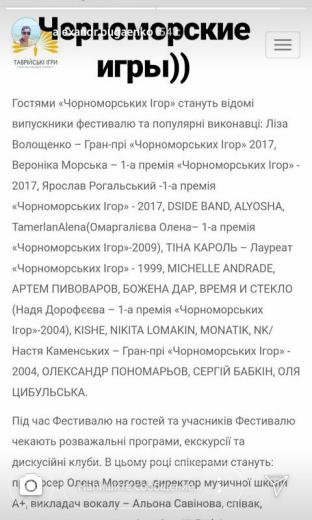 Чорноморские
alexandr.bugaenko
игры))
ТАВРІЙСЬКІ ІГРИ
Гостями «Чорноморських Ігор» стануть відомі
випускники фестивалю та популярні виконавці: Ліза
Волощенко – Гран-прі «Чорноморських Ігор» 2017,
Вероніка Морська – 1-а премія «Чорноморських Ігор» -
2017, Ярослав Рогальський -1-а премія
«Чорноморських Ігор» - 2017, DSIDE BAND, ALYOSHA,
TamerlanAlena(Омаргалієва Олена– 1-а премія
«Чорноморських Ігор»-2009), ТІНА КАРОЛЬ – Лауреат
«Чорноморських Ігор» - 1999, MICHELLE ANDRADE,
АРТЕМ ПИВОВАРОВ, БОЖЕНА ДАР, ВРЕМЯ И СТЕКЛО
(Надя Дорофєєва – 1-а премія «Чорноморських
Ігор»-2004), KISHE, NIKITA LOMAKIN, MONATIK, NK/
Настя Каменських – Гран-прі «Чорноморських Ігор» -
2004, ОЛЕКСАНДР ПОНОМАРЬОВ, СЕРГІЙ БАБКІН, ОЛЯ
ЦИБУЛЬСЬКА.
Під час Фестивалю на гостей та учасників Фестивалю
чекають розважальні програми, екскурсії та
дискусійні клуби. В цьому році спікерами стануть:
продюсер Олена Мозгова, директор музичної школи
А+, викладач вокалу – Альона Савінова, співак,